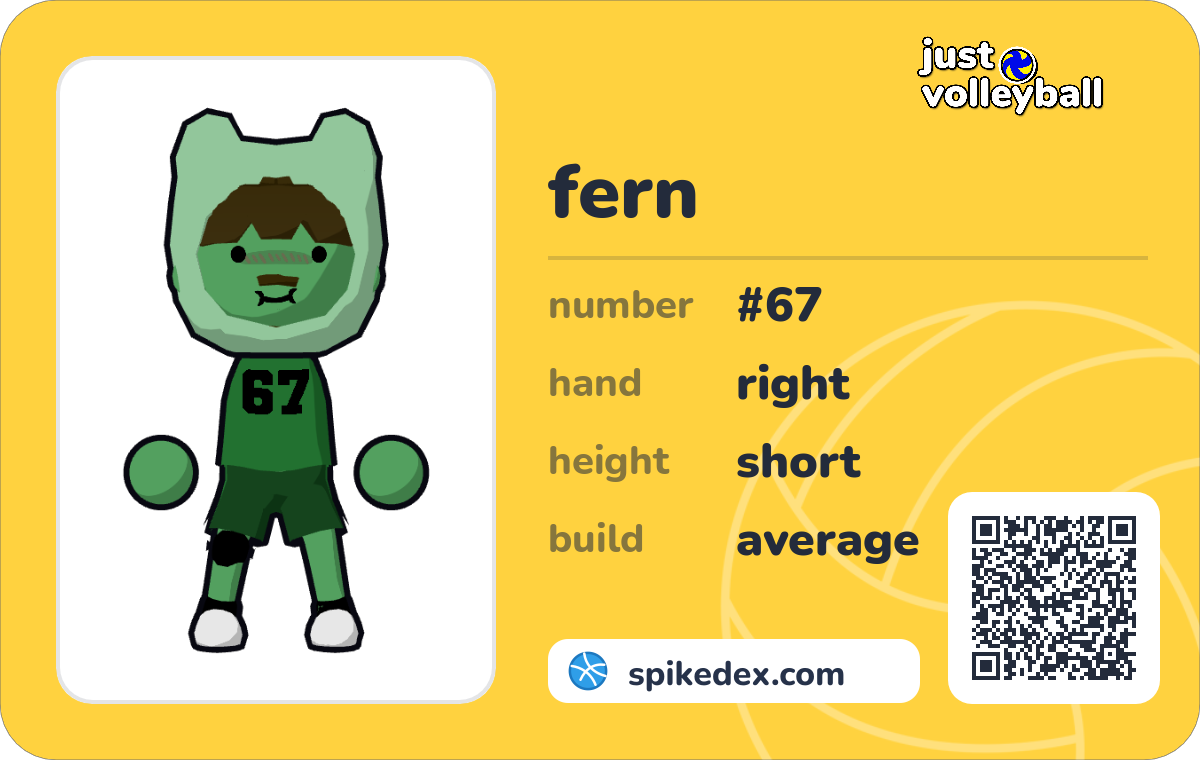 just
volleyball
fern
number #67
hand right
height short
build average
67
spikedex.com